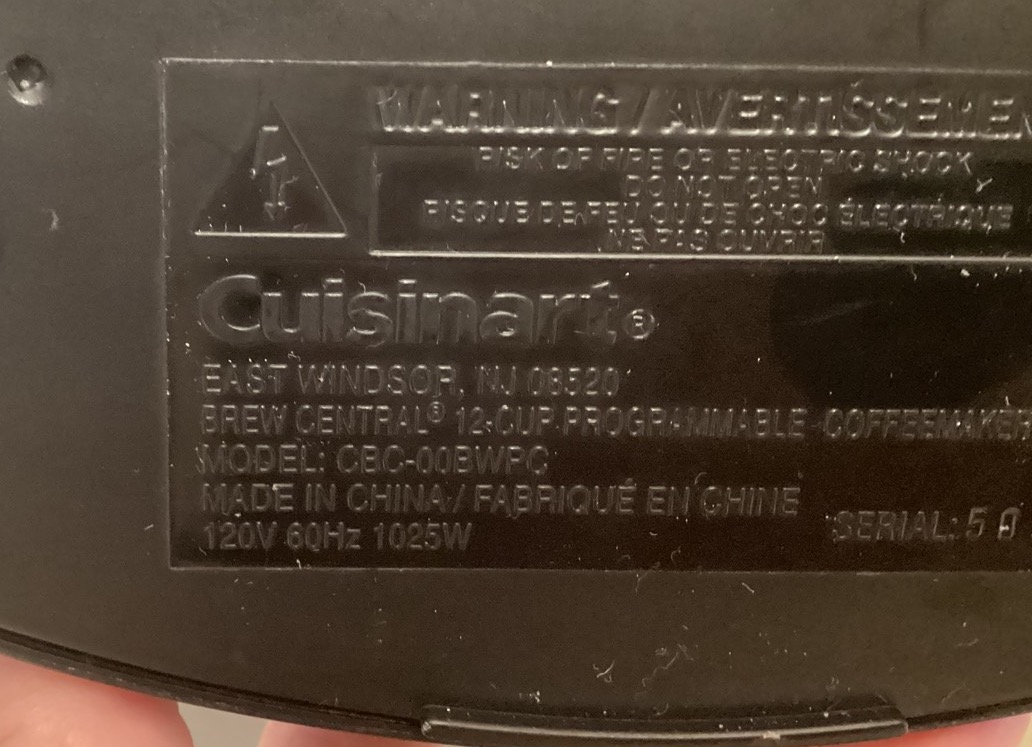 WARNING / AVERTISSEMEN
RISK OF FIRE OR ELECTRIC SHOCK
DO NOT OPEN
RISQUE DE FEU OU DE CHOC ÉLECTRIQUE
NE PAS OUVRIR
Cuisinart®
EAST WINDSOR, NJ 08520
BREW CENTRAL® 12-CUP PROGRAMMABLE COFFEEMAKER
MODEL: CBC-00BWPC
MADE IN CHINA / FABRIQUÉ EN CHINE
120V 60Hz 1025W
SERIAL: 5